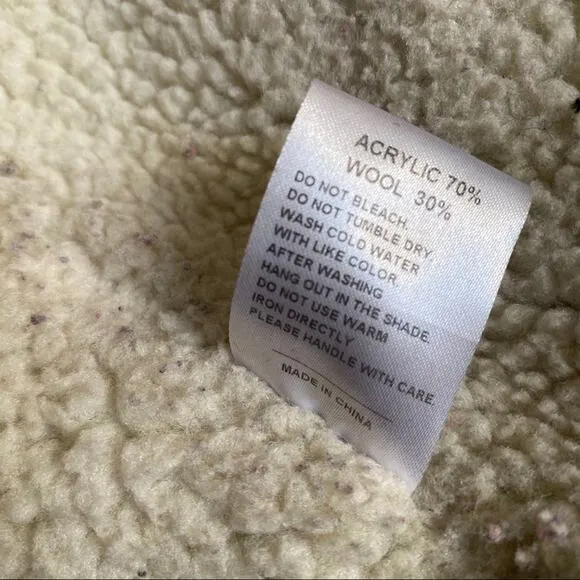 ACRYLIC 70%
WOOL 30%
DO NOT BLEACH.
DO NOT TUMBLE DRY.
WASH COLD WATER
WITH LIKE COLOR
AFTER WASHING
HANG OUT IN THE SHADE.
DO NOT USE WARM
IRON DIRECTLY
PLEASE HANDLE WITH CARE.
MADE IN CHINA